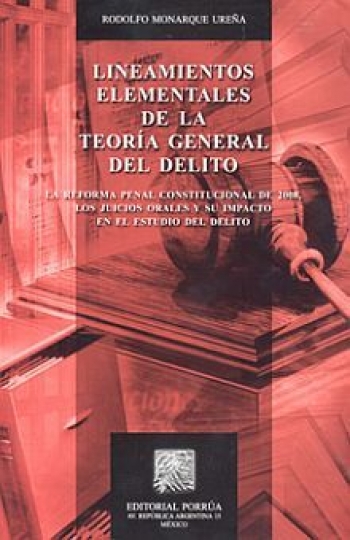 RODOLFO MONARQUE UREÑA
LINEAMIENTOS
ELEMENTALES
DE LA
TEORÍA GENERAL
DEL DELITO
LA REFORMA PENAL CONSTITUCIONAL DE 2008,
LOS JUICIOS ORALES Y SU IMPACTO
EN EL ESTUDIO DEL DELITO
EDITORIAL PORRÚA
AV. REPÚBLICA ARGENTINA 15
MÉXICO